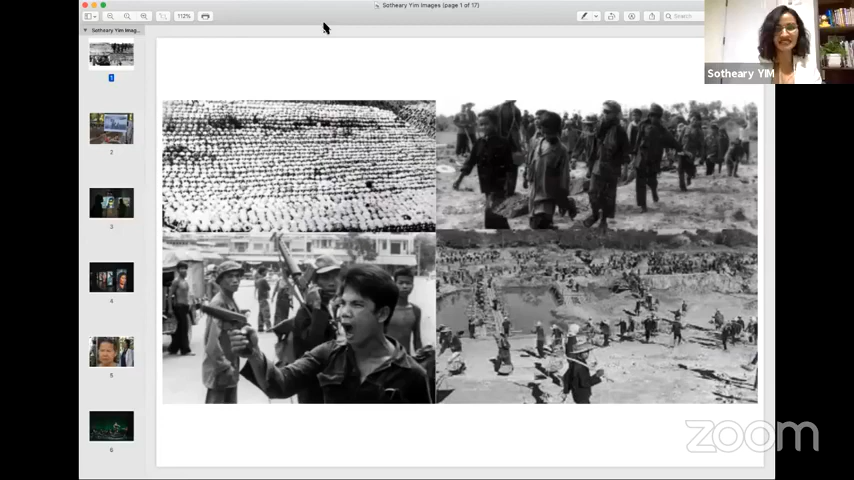 Sotheary Yim Images (page 1 of 17)
112%
Search
Sotheary Yim Imag...
1
2
3
4
5
6
Sotheary YIM
zoom